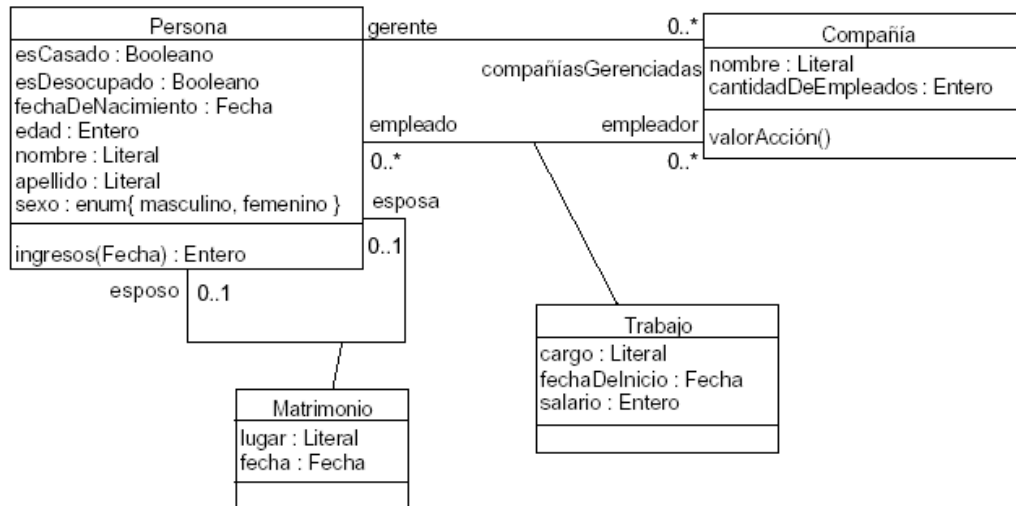 Persona
esCasado : Booleano
esDesocupado : Booleano
fechaDeNacimiento : Fecha
edad : Entero
nombre : Literal
apellido : Literal
sexo : enum{ masculino, femenino }
ingresos(Fecha) : Entero
gerente
0..*
compañíasGerenciadas
empleado
empleador
0..*
0..*
Compañía
nombre : Literal
cantidadDeEmpleados : Entero
valorAcción()
esposa
0..1
esposo
0..1
Trabajo
cargo : Literal
fechaDeInicio : Fecha
salario : Entero
Matrimonio
lugar : Literal
fecha : Fecha